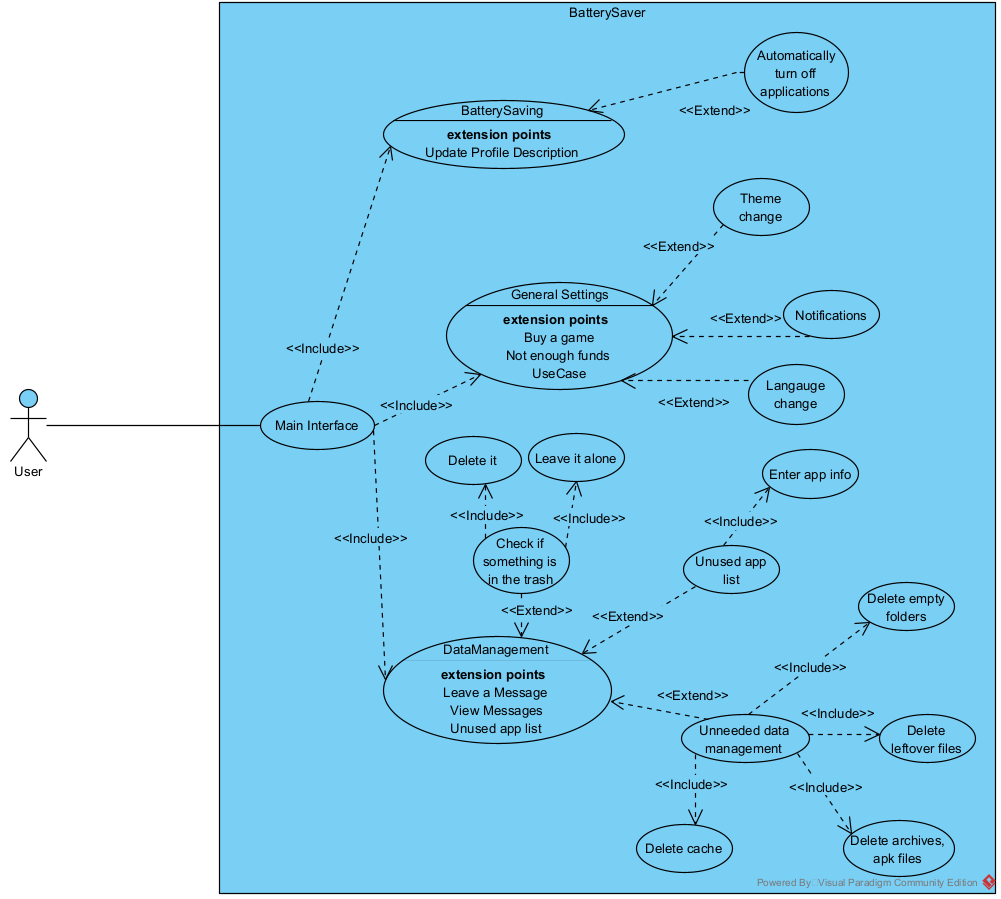 BatterySaver
Automatically
turn off
applications
<<Extend>>
BatterySaving
extension points
Update Profile Description
Theme
change
<<Extend>>
General Settings
extension points
Buy a game
Not enough funds
UseCase
<<Extend>>
Notifications
<<Include>>
Langauge
change
<<Extend>>
<<Include>>
Main Interface
User
Delete it
Leave it alone
Enter app info
<<Include>>
<<Include>>
<<Include>>
<<Include>>
Check if
something is
in the trash
Unused app
list
<<Extend>>
<<Extend>>
Delete empty
folders
DataManagement
extension points
Leave a Message
View Messages
Unused app list
<<Include>>
<<Extend>>
<<Include>>
Unneeded data
management
Delete
leftover files
<<Include>>
<<Include>>
Delete cache
Delete archives,
apk files
Powered By Visual Paradigm Community Edition